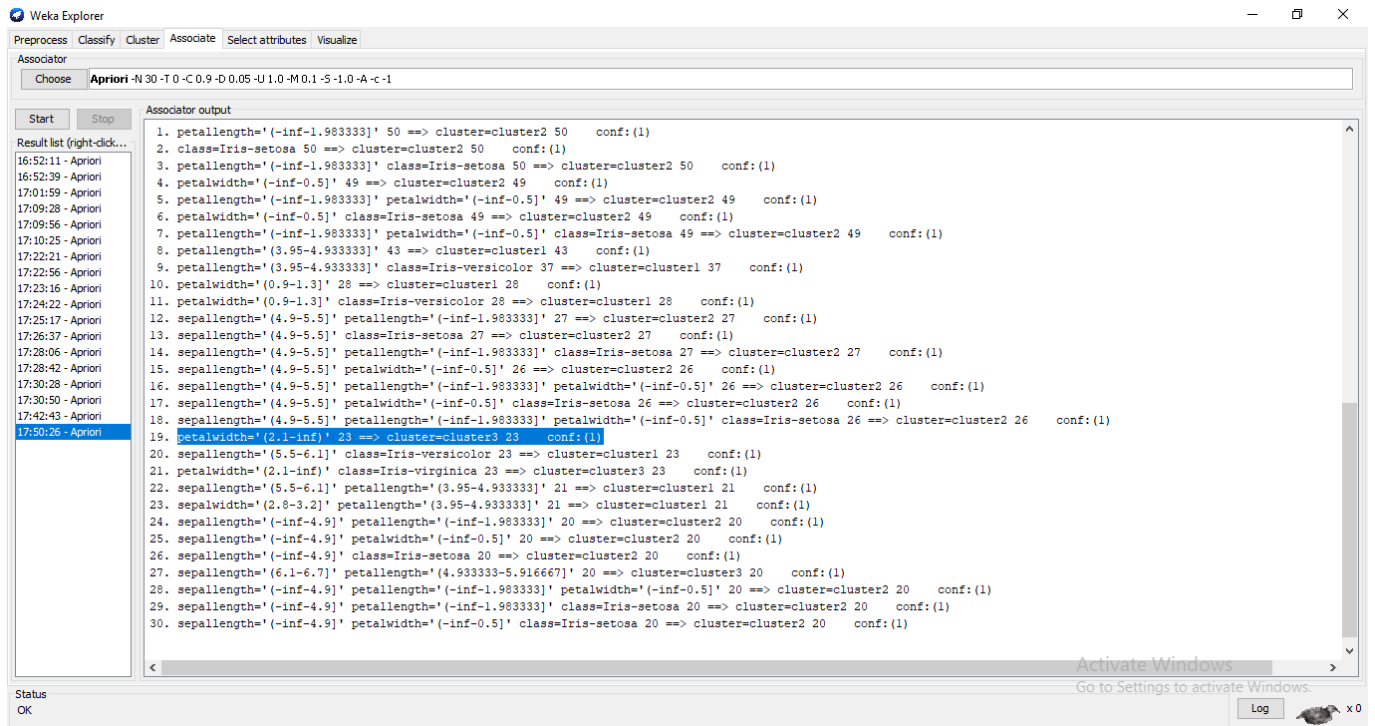 Weka Explorer
Preprocess Classify Cluster Associate Select attributes Visualize
Associator
Choose Apriori -N 30 -T 0 -C 0.9 -D 0.05 -U 1.0 -M 0.1 -S -1.0 -A -c -1
Start Stop
Result list (right-click...
16:52:11 - Apriori
16:52:39 - Apriori
17:01:59 - Apriori
17:09:28 - Apriori
17:09:56 - Apriori
17:10:25 - Apriori
17:22:21 - Apriori
17:22:56 - Apriori
17:23:16 - Apriori
17:24:22 - Apriori
17:25:17 - Apriori
17:26:37 - Apriori
17:28:06 - Apriori
17:28:42 - Apriori
17:30:28 - Apriori
17:30:50 - Apriori
17:42:43 - Apriori
17:50:26 - Apriori
Associator output
1. petallength='(-inf-1.983333]' 50 ==> cluster=cluster2 50 conf:(1)
2. class=Iris-setosa 50 ==> cluster=cluster2 50 conf:(1)
3. petallength='(-inf-1.983333]' class=Iris-setosa 50 ==> cluster=cluster2 50 conf:(1)
4. petalwidth='(-inf-0.5]' 49 ==> cluster=cluster2 49 conf:(1)
5. petallength='(-inf-1.983333]' petalwidth='(-inf-0.5]' 49 ==> cluster=cluster2 49 conf:(1)
6. petalwidth='(-inf-0.5]' class=Iris-setosa 49 ==> cluster=cluster2 49 conf:(1)
7. petallength='(-inf-1.983333]' petalwidth='(-inf-0.5]' class=Iris-setosa 49 ==> cluster=cluster2 49 conf:(1)
8. petallength='(3.95-4.933333]' 43 ==> cluster=cluster1 43 conf:(1)
9. petallength='(3.95-4.933333]' class=Iris-versicolor 37 ==> cluster=cluster1 37 conf:(1)
10. petalwidth='(0.9-1.3]' 28 ==> cluster=cluster1 28 conf:(1)
11. petalwidth='(0.9-1.3]' class=Iris-versicolor 28 ==> cluster=cluster1 28 conf:(1)
12. sepallength='(4.9-5.5]' petallength='(-inf-1.983333]' 27 ==> cluster=cluster2 27 conf:(1)
13. sepallength='(4.9-5.5]' class=Iris-setosa 27 ==> cluster=cluster2 27 conf:(1)
14. sepallength='(4.9-5.5]' petallength='(-inf-1.983333]' class=Iris-setosa 27 ==> cluster=cluster2 27 conf:(1)
15. sepallength='(4.9-5.5]' petalwidth='(-inf-0.5]' 26 ==> cluster=cluster2 26 conf:(1)
16. sepallength='(4.9-5.5]' petallength='(-inf-1.983333]' petalwidth='(-inf-0.5]' 26 ==> cluster=cluster2 26 conf:(1)
17. sepallength='(4.9-5.5]' petalwidth='(-inf-0.5]' class=Iris-setosa 26 ==> cluster=cluster2 26 conf:(1)
18. sepallength='(4.9-5.5]' petallength='(-inf-1.983333]' petalwidth='(-inf-0.5]' class=Iris-setosa 26 ==> cluster=cluster2 26 conf:(1)
19. petalwidth='(2.1-inf)' 23 ==> cluster=cluster3 23 conf:(1)
20. sepallength='(5.5-6.1]' class=Iris-versicolor 23 ==> cluster=cluster1 23 conf:(1)
21. petalwidth='(2.1-inf)' class=Iris-virginica 23 ==> cluster=cluster3 23 conf:(1)
22. sepallength='(5.5-6.1]' petallength='(3.95-4.933333]' 21 ==> cluster=cluster1 21 conf:(1)
23. sepalwidth='(2.8-3.2]' petallength='(3.95-4.933333]' 21 ==> cluster=cluster1 21 conf:(1)
24. sepallength='(-inf-4.9]' petallength='(-inf-1.983333]' 20 ==> cluster=cluster2 20 conf:(1)
25. sepallength='(-inf-4.9]' petalwidth='(-inf-0.5]' 20 ==> cluster=cluster2 20 conf:(1)
26. sepallength='(-inf-4.9]' class=Iris-setosa 20 ==> cluster=cluster2 20 conf:(1)
27. sepallength='(6.1-6.7]' petallength='(4.933333-5.916667]' 20 ==> cluster=cluster3 20 conf:(1)
28. sepallength='(-inf-4.9]' petallength='(-inf-1.983333]' petalwidth='(-inf-0.5]' 20 ==> cluster=cluster2 20 conf:(1)
29. sepallength='(-inf-4.9]' petallength='(-inf-1.983333]' class=Iris-setosa 20 ==> cluster=cluster2 20 conf:(1)
30. sepallength='(-inf-4.9]' petalwidth='(-inf-0.5]' class=Iris-setosa 20 ==> cluster=cluster2 20 conf:(1)
Activate Windows
Go to Settings to activate Windows.
Status
OK
Log x 0